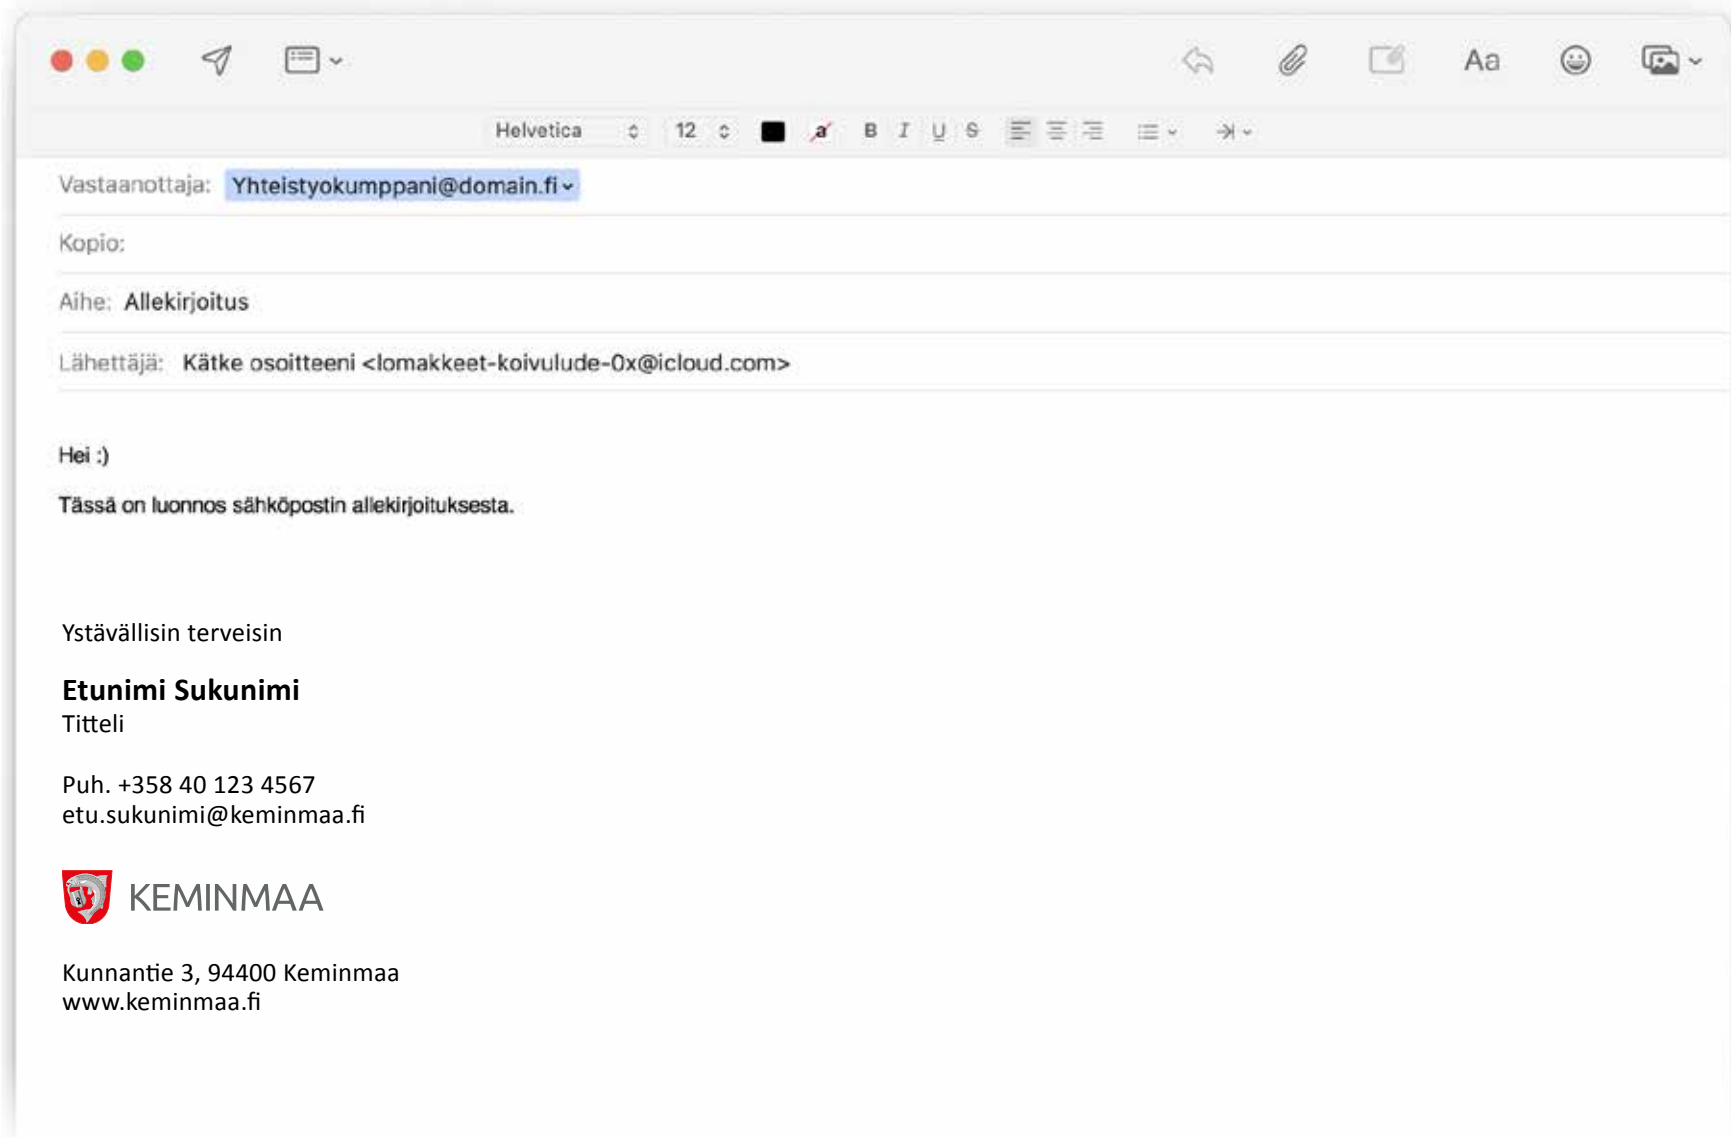 Aa
Helvetica 12 a B I U S
Vastaanottaja: Yhteistyokumppani@domain.fi
Kopio:
Aihe: Allekirjoitus
Lähettäjä: Kätke osoitteeni <lomakkeet-koivulude-0x@icloud.com>
Hei :)
Tässä on luonnos sähköpostin allekirjoituksesta.
Ystävällisin terveisin
Etunimi Sukunimi
Titteli
Puh. +358 40 123 4567
etu.sukunimi@keminmaa.fi
KEMINMAA
Kunnantie 3, 94400 Keminmaa
www.keminmaa.fi